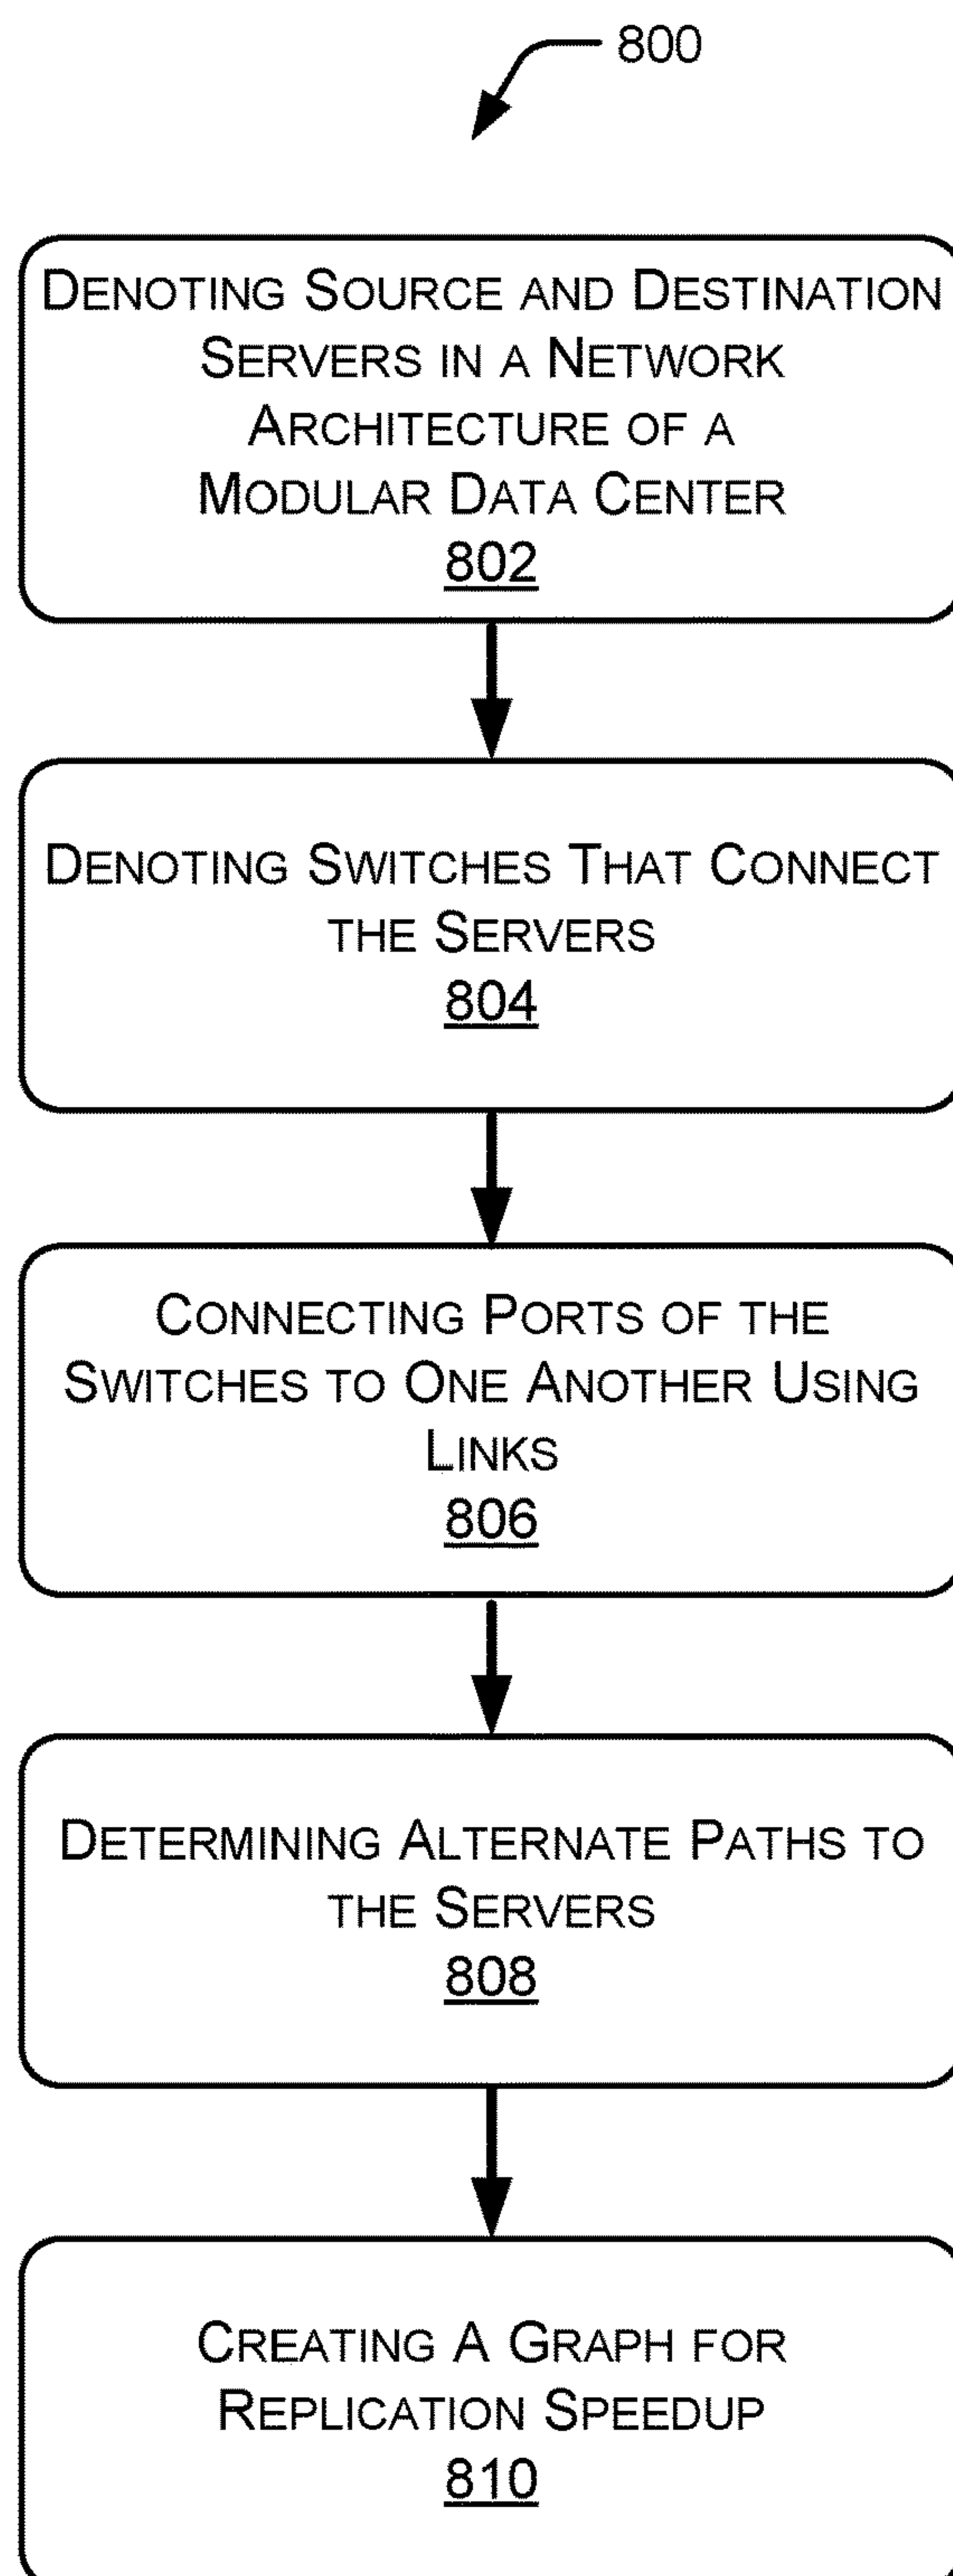 800
DENOTING SOURCE AND DESTINATION
SERVERS IN A NETWORK
ARCHITECTURE OF A
MODULAR DATA CENTER
802
DENOTING SWITCHES THAT CONNECT
THE SERVERS
804
CONNECTING PORTS OF THE
SWITCHES TO ONE ANOTHER USING
LINKS
806
DETERMINING ALTERNATE PATHS TO
THE SERVERS
808
CREATING A GRAPH FOR
REPLICATION SPEEDUP
810